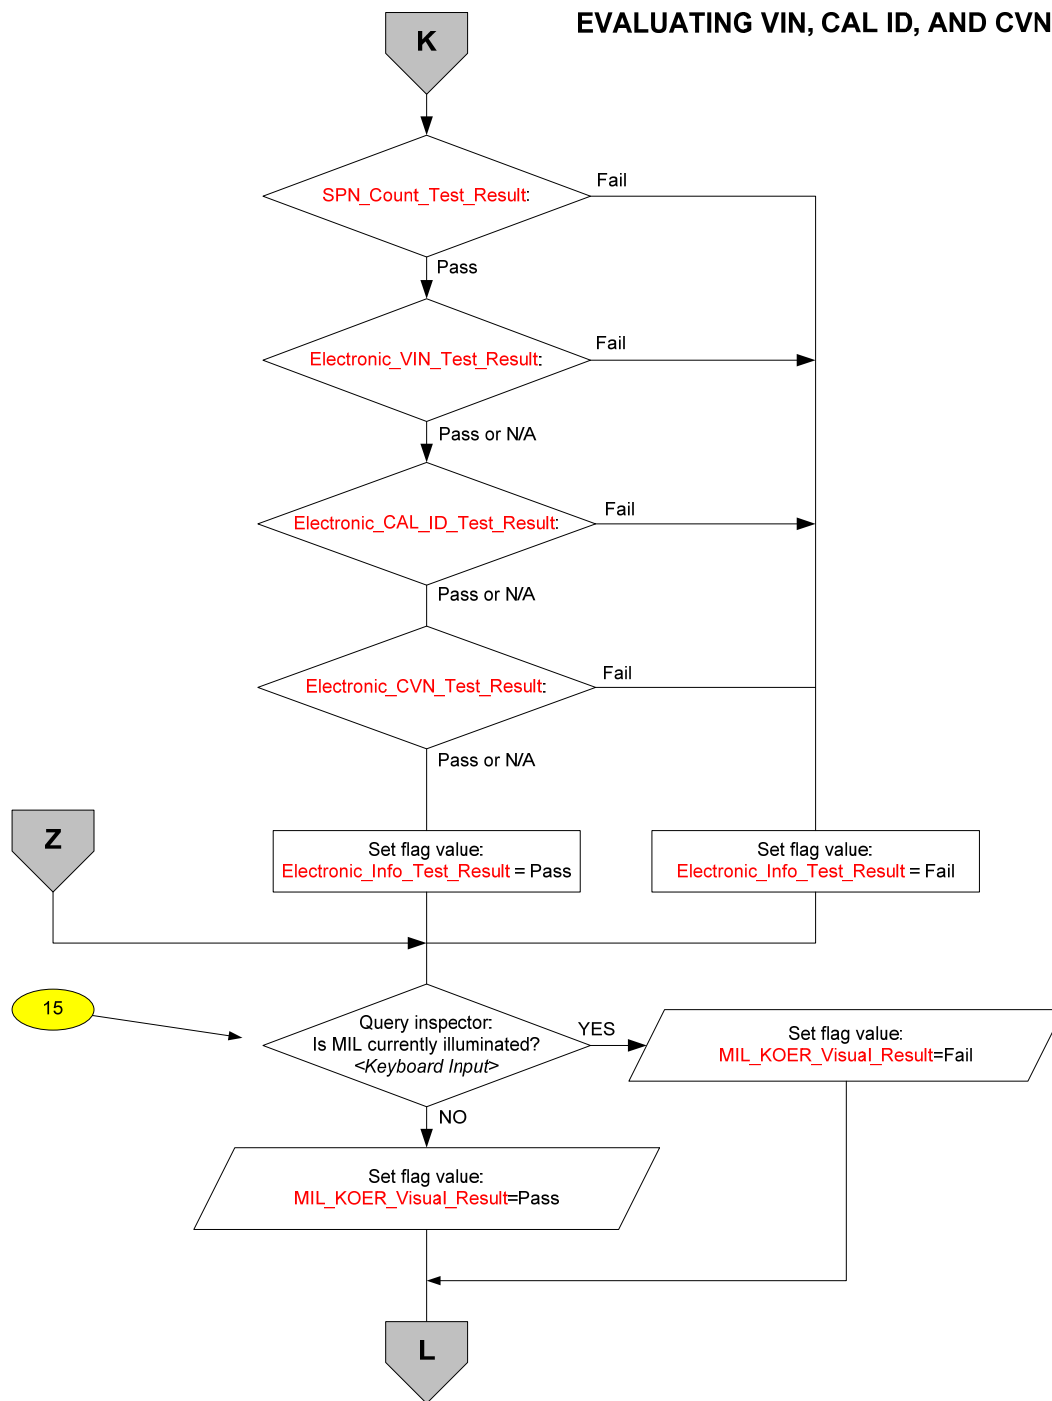 EVALUATING VIN, CAL ID, AND CVN
K
SPN_Count_Test_Result:
Fail
Pass
Electronic_VIN_Test_Result:
Fail
Pass or N/A
Electronic_CAL_ID_Test_Result:
Fail
Pass or N/A
Electronic_CVN_Test_Result:
Fail
Pass or N/A
Z
Set flag value:
Electronic_Info_Test_Result = Pass
Set flag value:
Electronic_Info_Test_Result = Fail
15
Query inspector:
Is MIL currently illuminated?
<Keyboard Input>
YES
Set flag value:
MIL_KOER_Visual_Result=Fail
NO
Set flag value:
MIL_KOER_Visual_Result=Pass
L